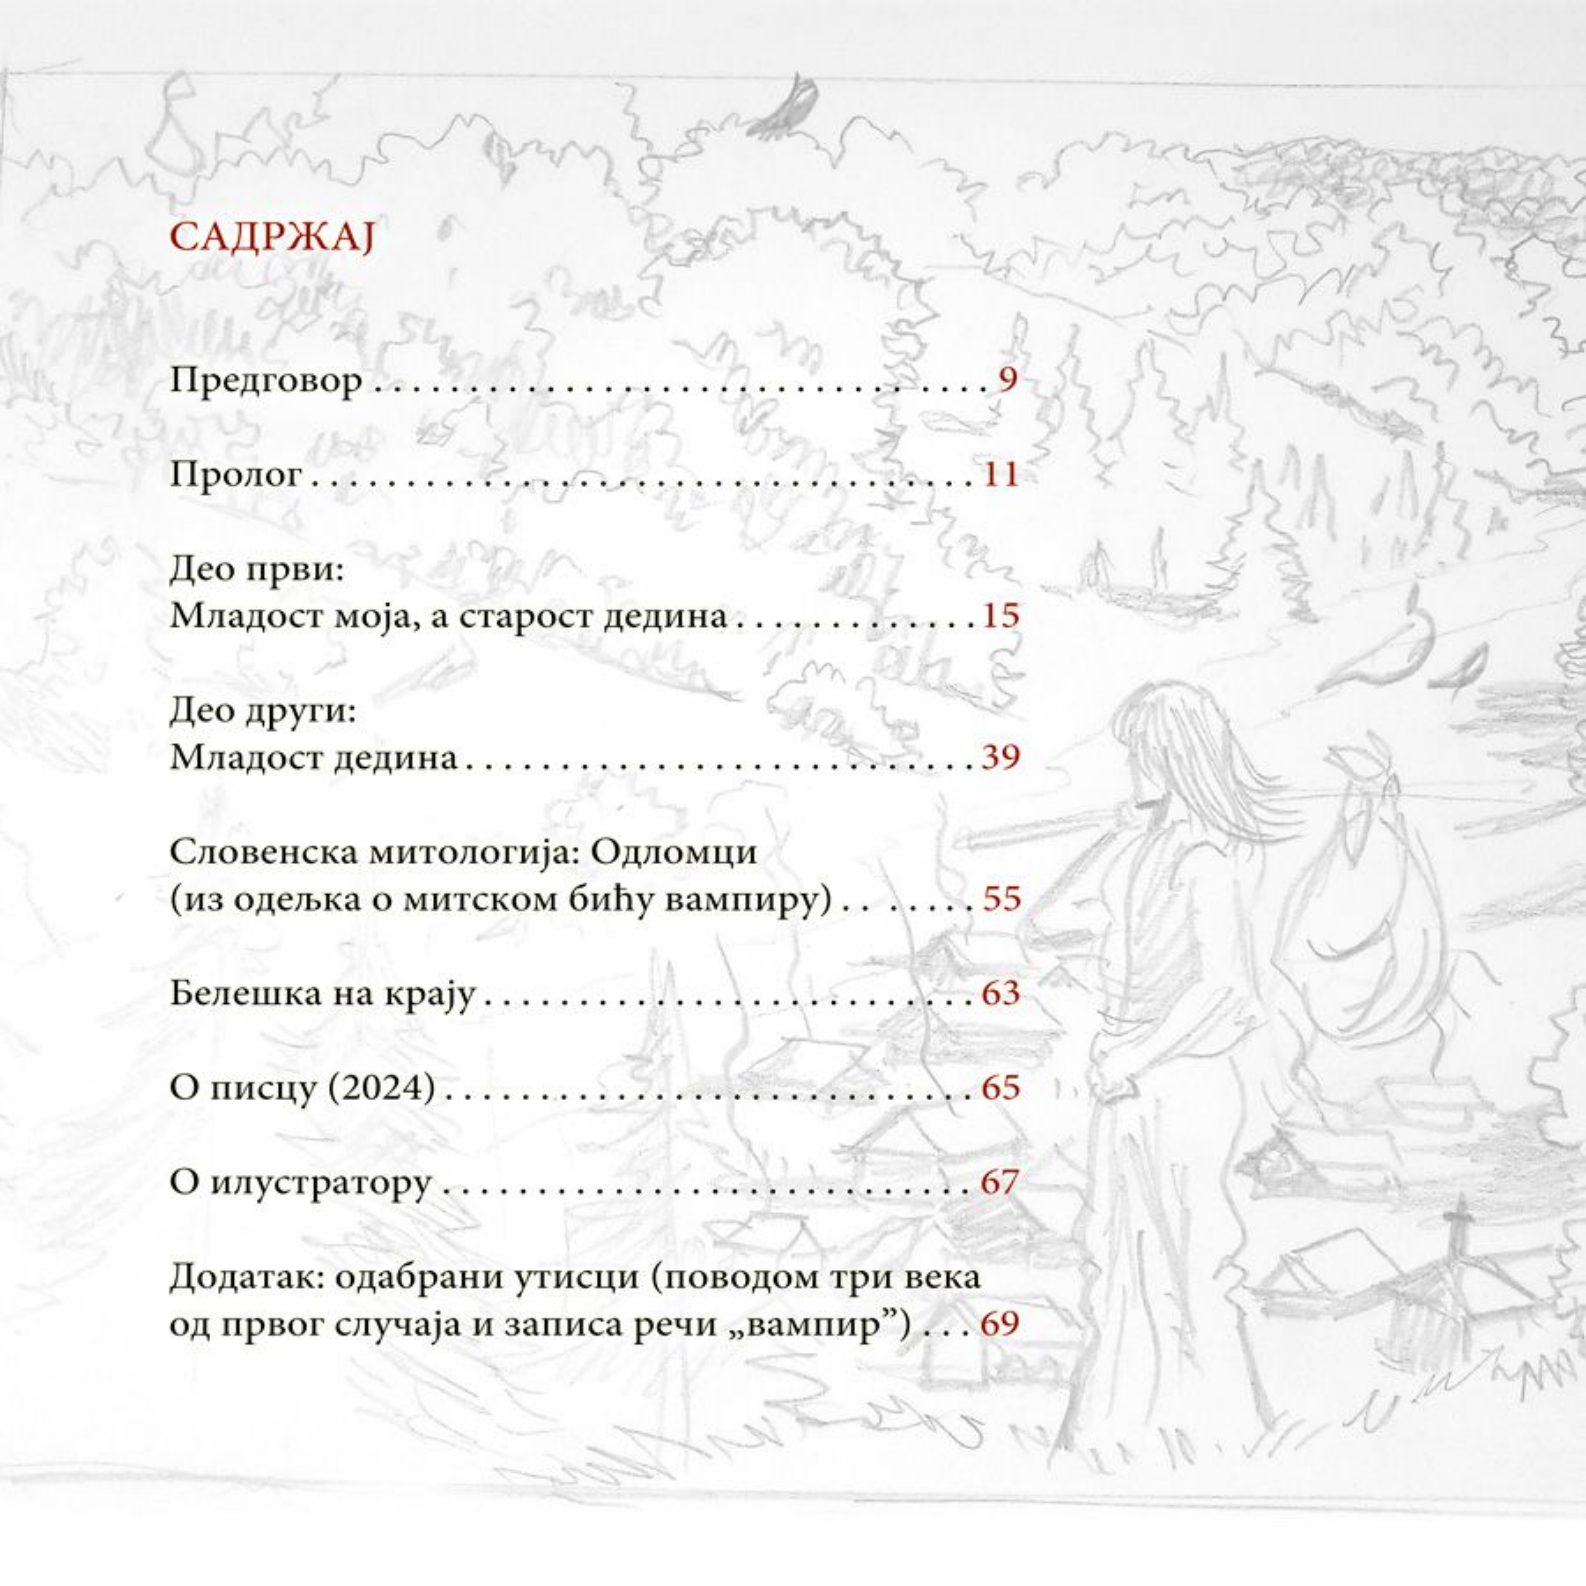 САДРЖАЈ
Предговор . . . . . . . . . . . . . . . . . . . . . . . . . . . . . . . . . 9
Пролог . . . . . . . . . . . . . . . . . . . . . . . . . . . . . . . . . . . 11
Део први:
Младост моја, а старост дедина . . . . . . . . . . . . . 15
Део други:
Младост дедина . . . . . . . . . . . . . . . . . . . . . . . . . . . 39
Словенска митологија: Одломци
(из одељка о митском бићу вампиру) . . . . . . . 55
Белешка на крају . . . . . . . . . . . . . . . . . . . . . . . . . . 63
О писцу (2024) . . . . . . . . . . . . . . . . . . . . . . . . . . . . 65
О илустратору . . . . . . . . . . . . . . . . . . . . . . . . . . . . 67
Додатак: одабрани утисци (поводом три века
од првог случаја и записа речи „вампир”) . . . 69